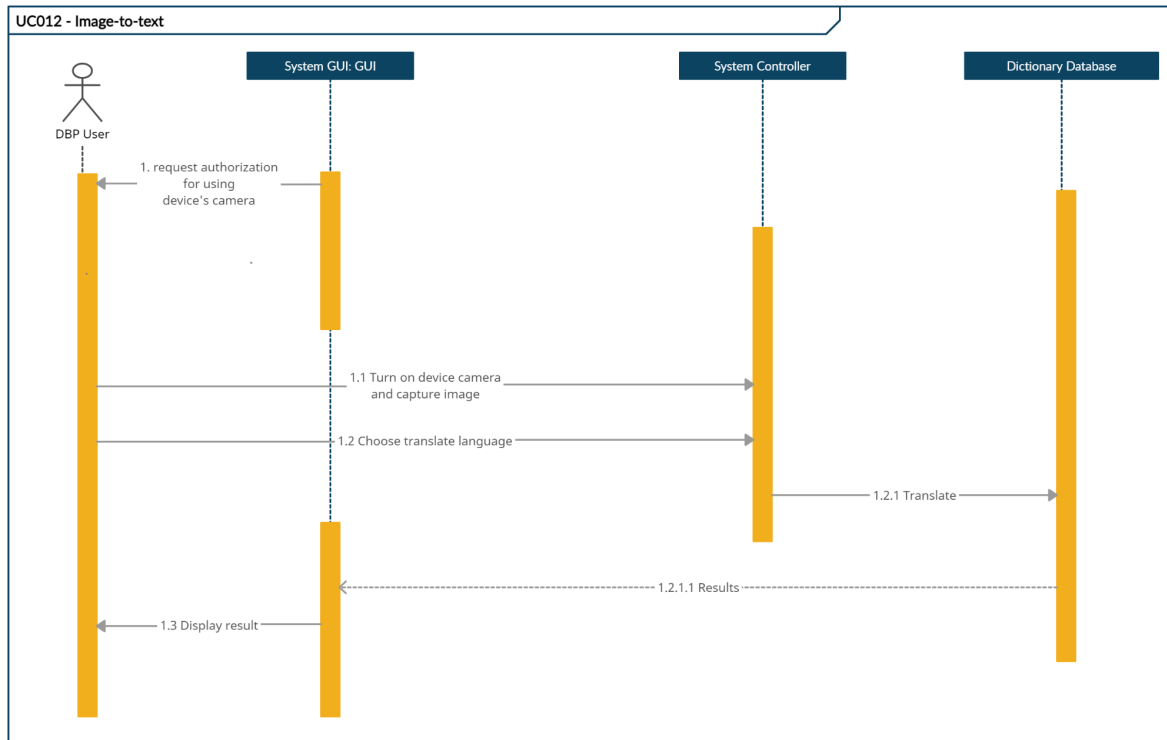 UC012 - Image-to-text
System GUI: GUI
System Controller
Dictionary Database
DBP User
1. request authorization
for using
device's camera
1.1 Turn on device camera
and capture image
1.2 Choose translate language
1.2.1 Translate
1.2.1.1 Results
1.3 Display result